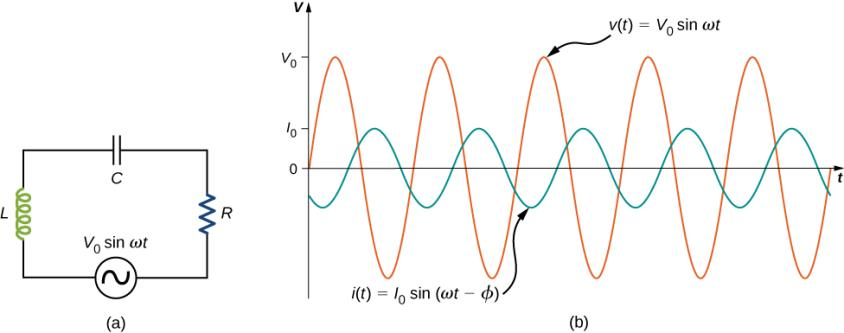 L
C
R
V₀ sin ωt
(a)
V
v(t) = V₀ sin ωt
V₀
I₀
0
t
i(t) = I₀ sin (ωt − ϕ)
(b)